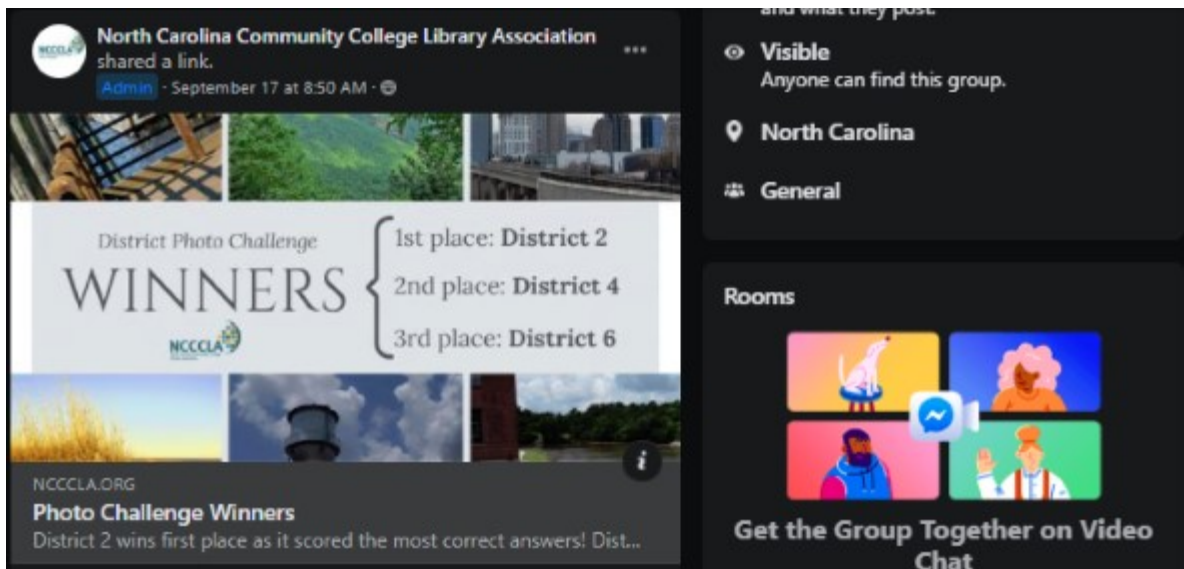 North Carolina Community College Library Association
shared a link.
Admin · September 17 at 8:50 AM ·
District Photo Challenge
WINNERS
1st place: District 2
2nd place: District 4
3rd place: District 6
NCCCLA
NCCCLA.ORG
Photo Challenge Winners
District 2 wins first place as it scored the most correct answers! Dist...
and what they post.
Visible
Anyone can find this group.
North Carolina
General
Rooms
Get the Group Together on Video
Chat